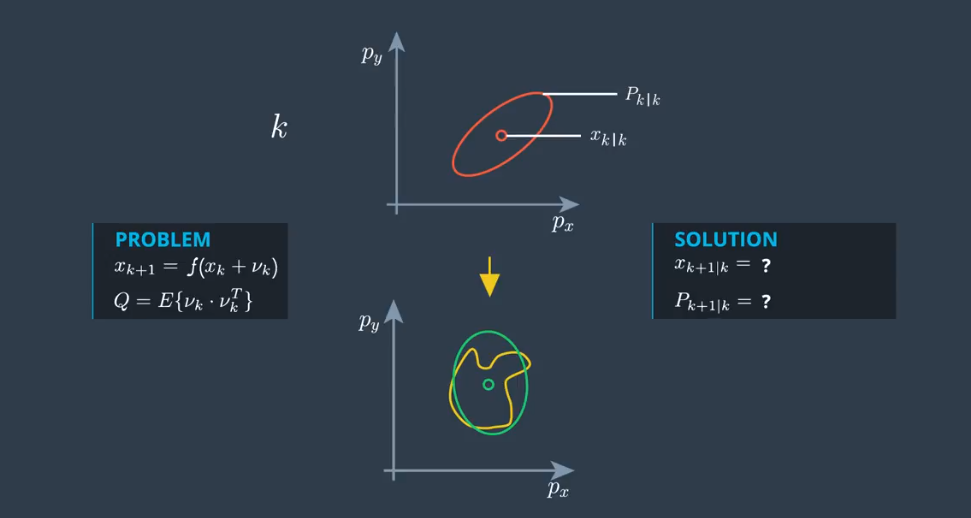 p_y
P_{k|k}
k
x_{k|k}
p_x
PROBLEM
x_{k+1} = f(x_k + ν_k)
Q = E{ν_k · ν_k^T}
SOLUTION
x_{k+1|k} = ?
P_{k+1|k} = ?
p_y
p_x